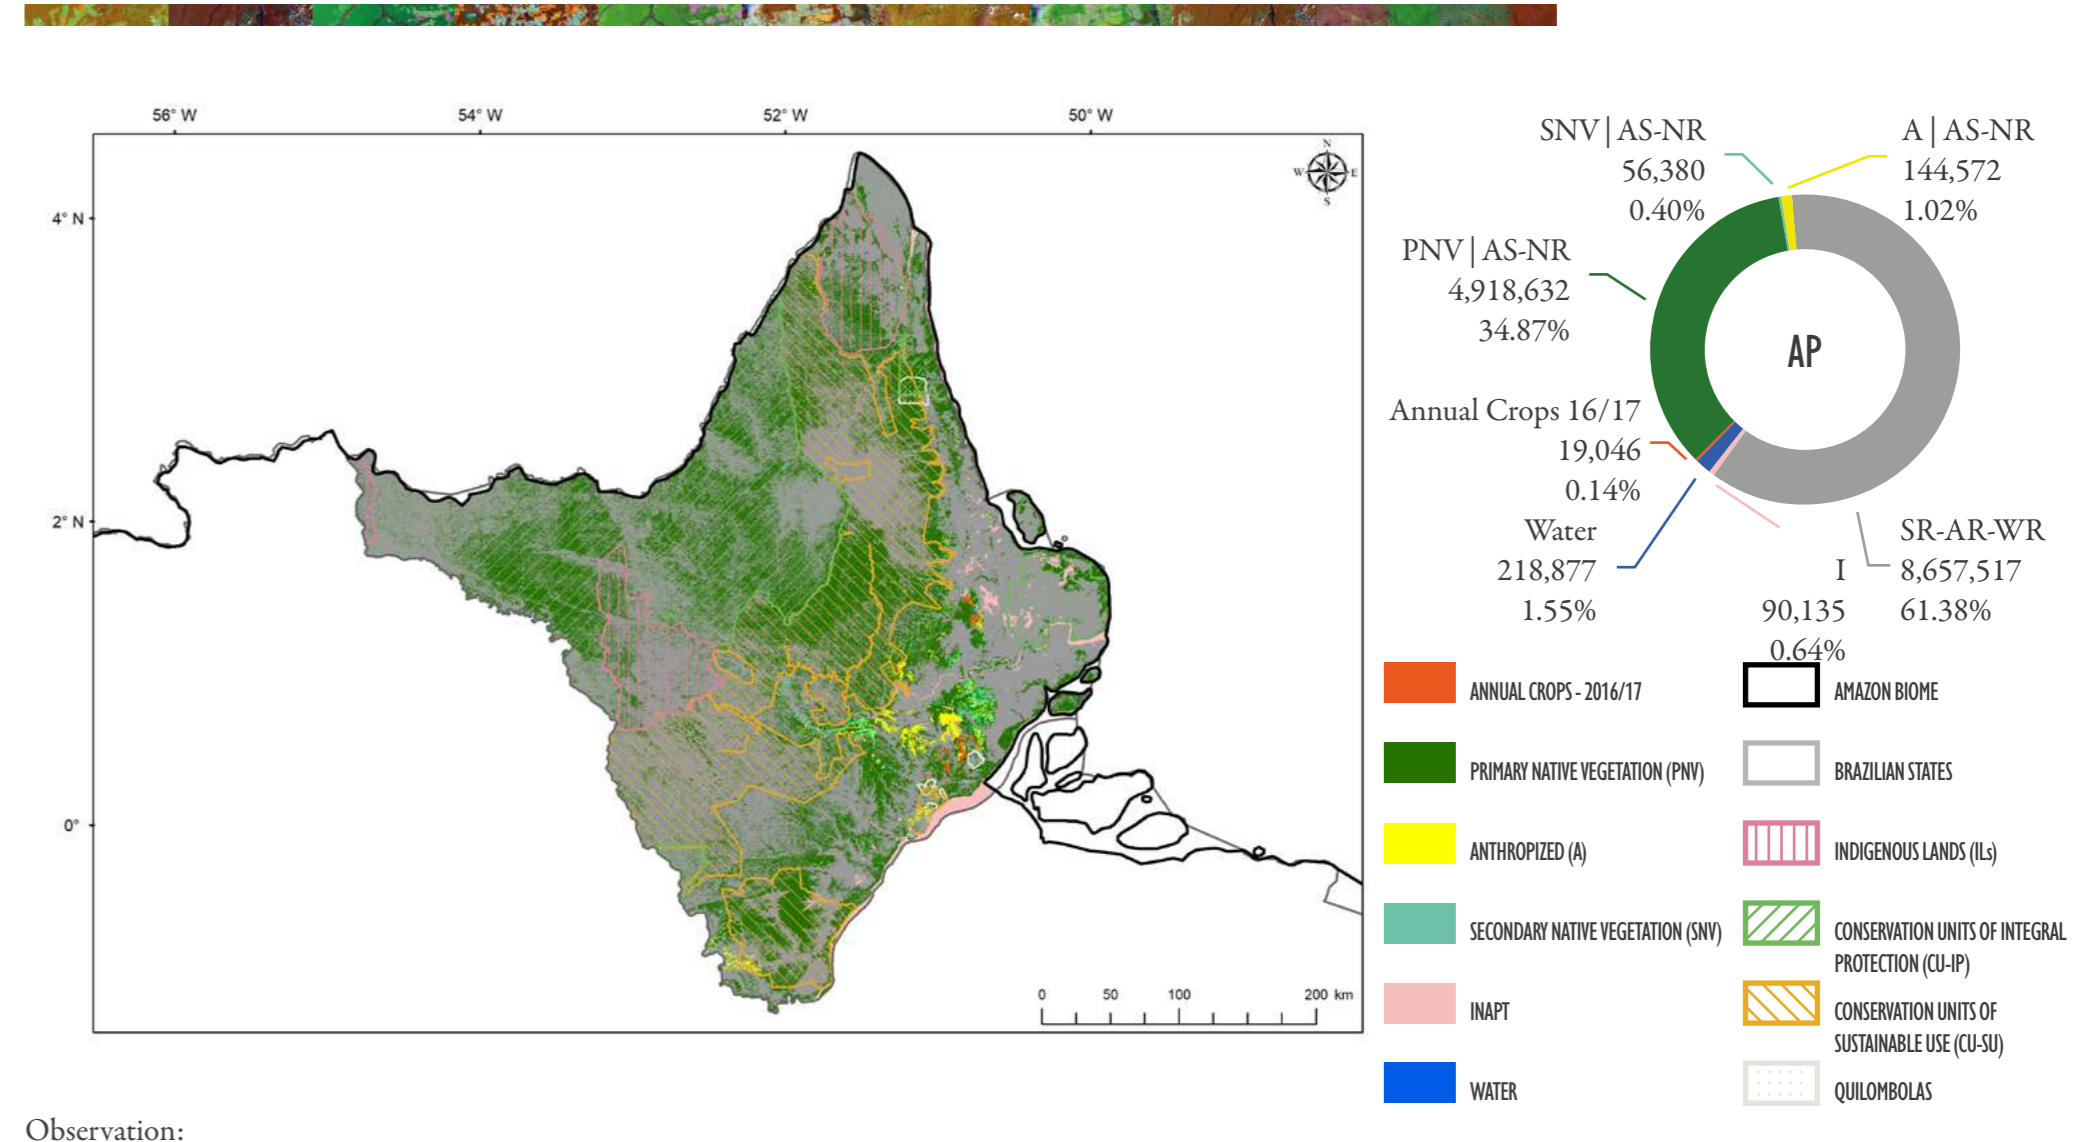 56° W
54° W
52° W
50° W
4° N
2° N
0°
N
W
E
S
0
50
100
200 km
SNV | AS-NR
56,380
0.40%
A | AS-NR
144,572
1.02%
PNV | AS-NR
4,918,632
34.87%
AP
Annual Crops 16/17
19,046
0.14%
Water
218,877
1.55%
I
90,135
0.64%
SR-AR-WR
8,657,517
61.38%
ANNUAL CROPS - 2016/17
PRIMARY NATIVE VEGETATION (PNV)
ANTHROPIZED (A)
SECONDARY NATIVE VEGETATION (SNV)
INAPT
WATER
AMAZON BIOME
BRAZILIAN STATES
INDIGENOUS LANDS (ILs)
CONSERVATION UNITS OF INTEGRAL
PROTECTION (CU-IP)
CONSERVATION UNITS OF
SUSTAINABLE USE (CU-SU)
QUILOMBOLAS
Observation: